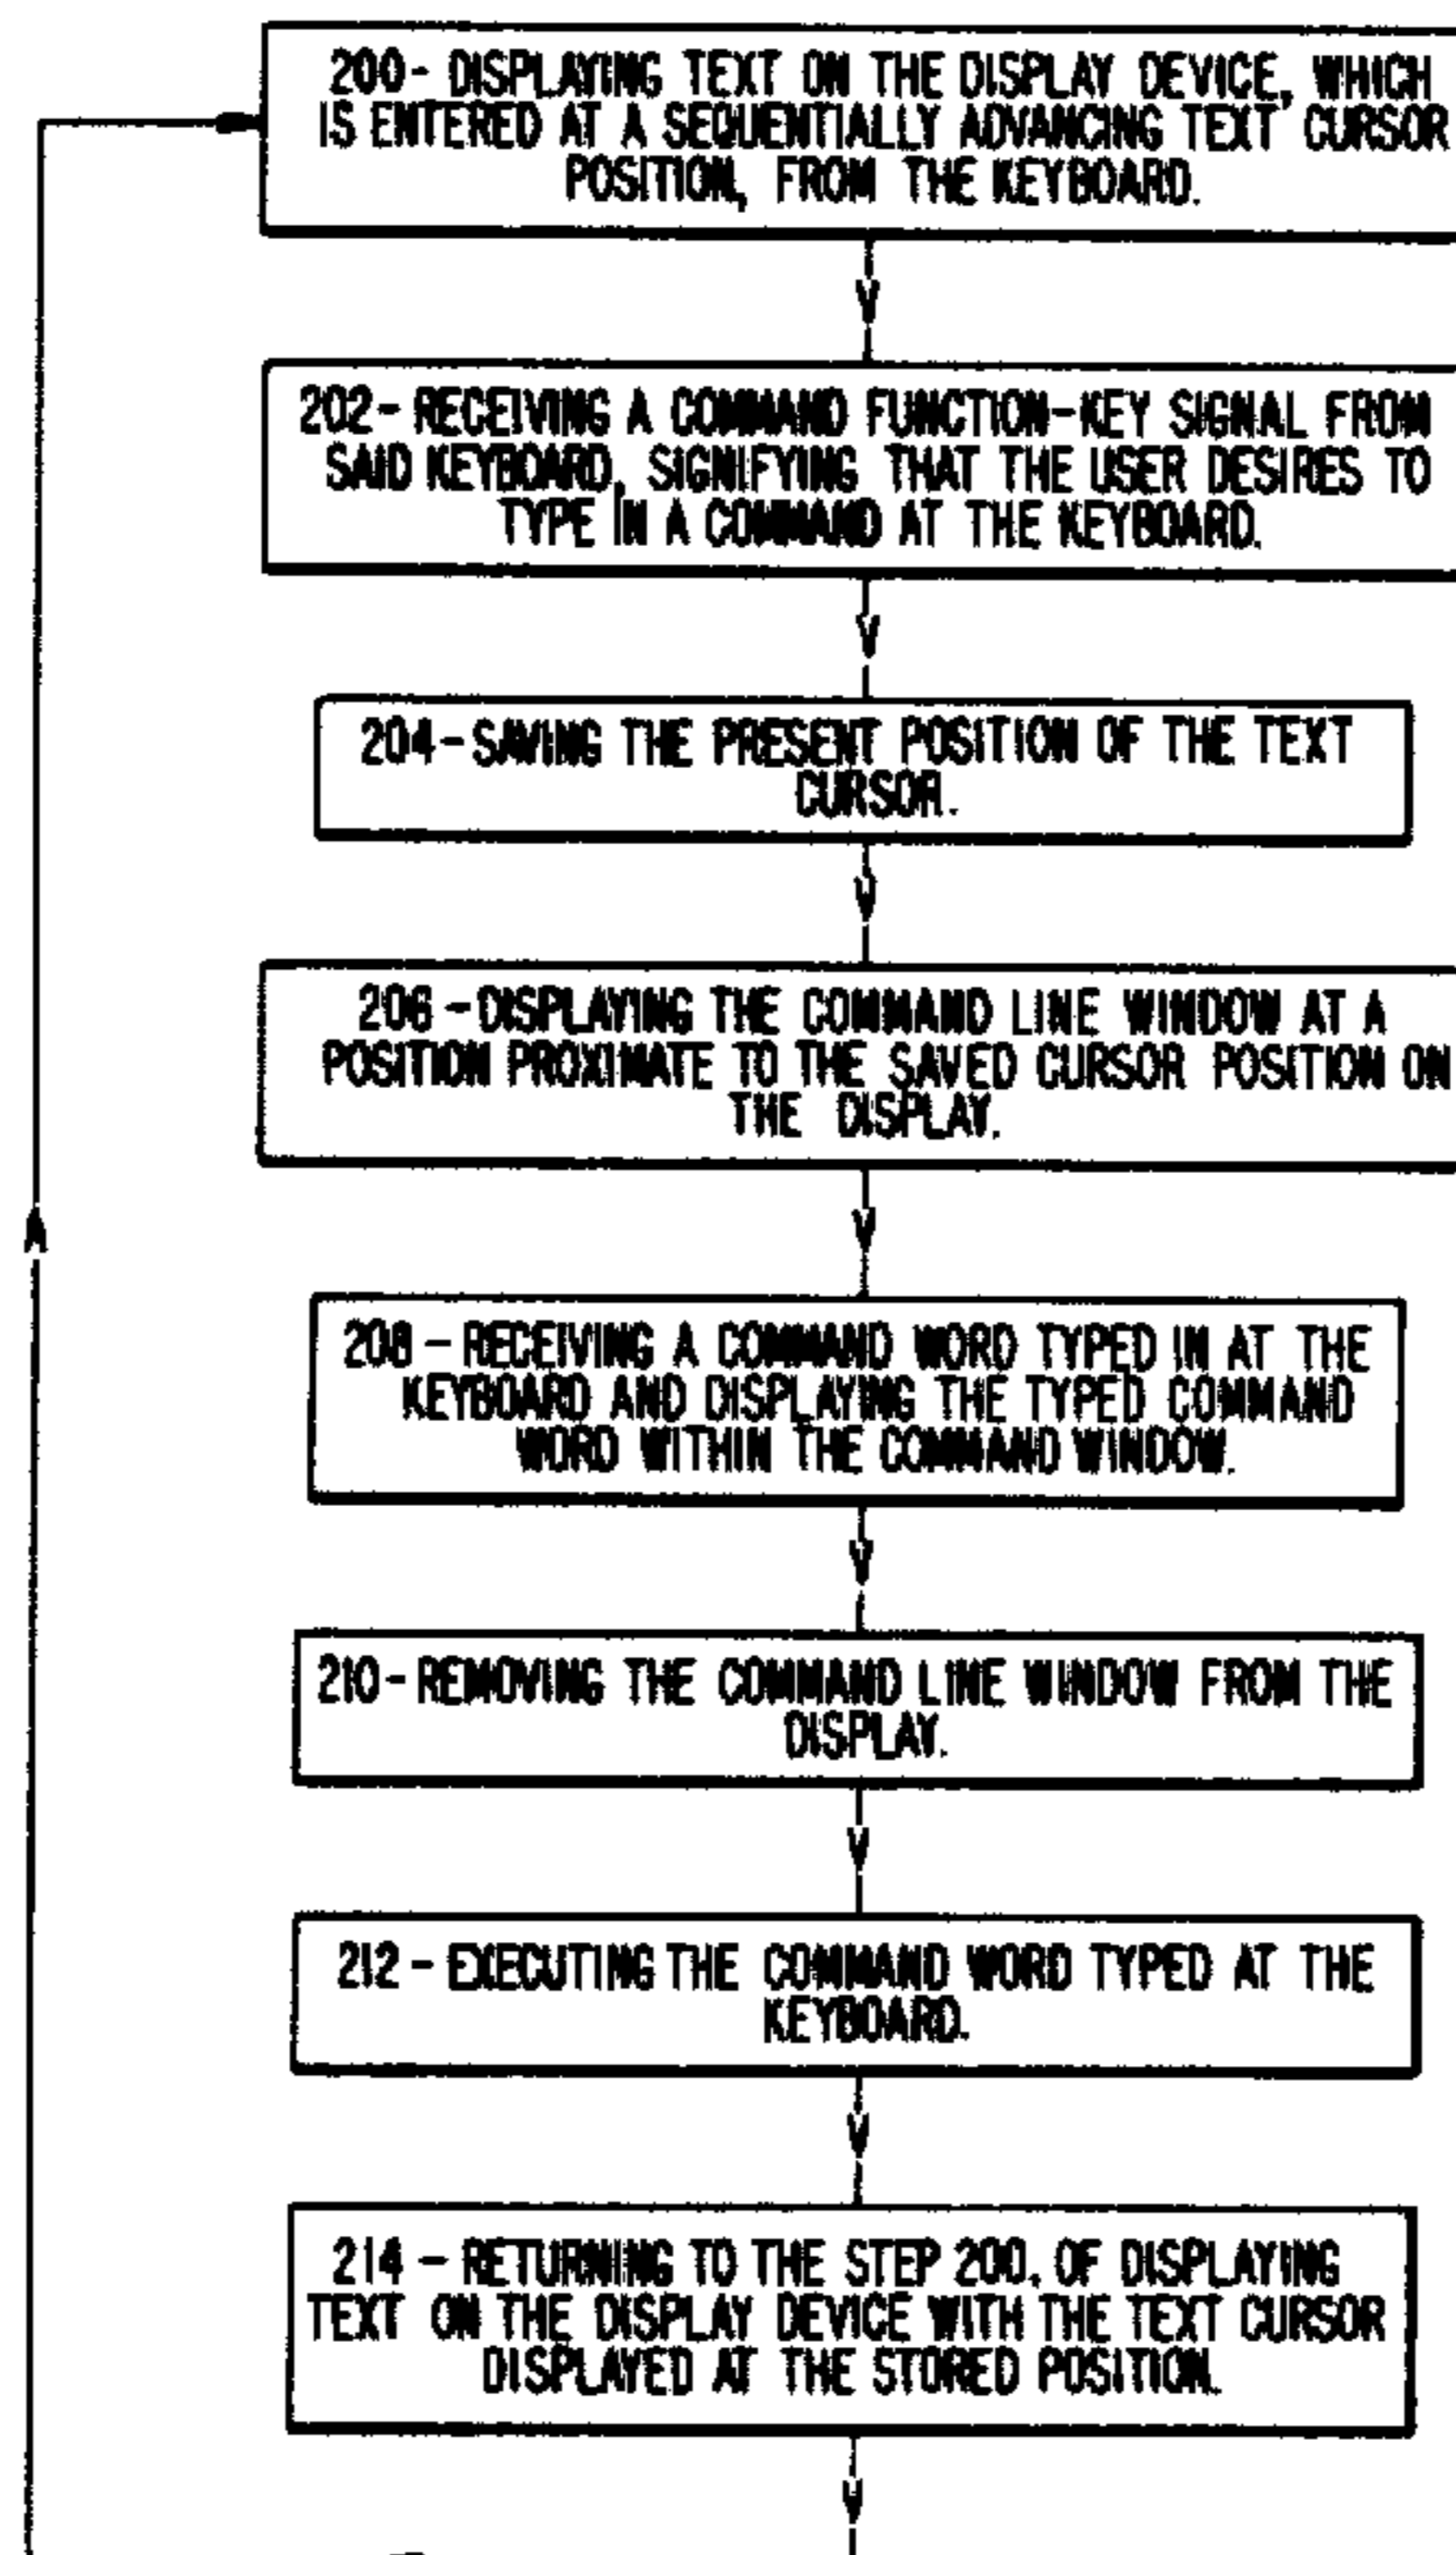 200- DISPLAYING TEXT ON THE DISPLAY DEVICE, WHICH
IS ENTERED AT A SEQUENTIALLY ADVANCING TEXT CURSOR
POSITION, FROM THE KEYBOARD.
202- RECEIVING A COMMAND FUNCTION-KEY SIGNAL FROM
SAID KEYBOARD, SIGNIFYING THAT THE USER DESIRES TO
TYPE IN A COMMAND AT THE KEYBOARD.
204-SAVING THE PRESENT POSITION OF THE TEXT
CURSOR.
206 -DISPLAYING THE COMMAND LINE WINDOW AT A
POSITION PROXIMATE TO THE SAVED CURSOR POSITION ON
THE DISPLAY.
208 - RECEIVING A COMMAND WORD TYPED IN AT THE
KEYBOARD AND DISPLAYING THE TYPED COMMAND
WORD WITHIN THE COMMAND WINDOW.
210-REMOVING THE COMMAND LINE WINDOW FROM THE
DISPLAY.
212 - EXECUTING THE COMMAND WORD TYPED AT THE
KEYBOARD.
214 - RETURNING TO THE STEP 200, OF DISPLAYING
TEXT ON THE DISPLAY DEVICE WITH THE TEXT CURSOR
DISPLAYED AT THE STORED POSITION.